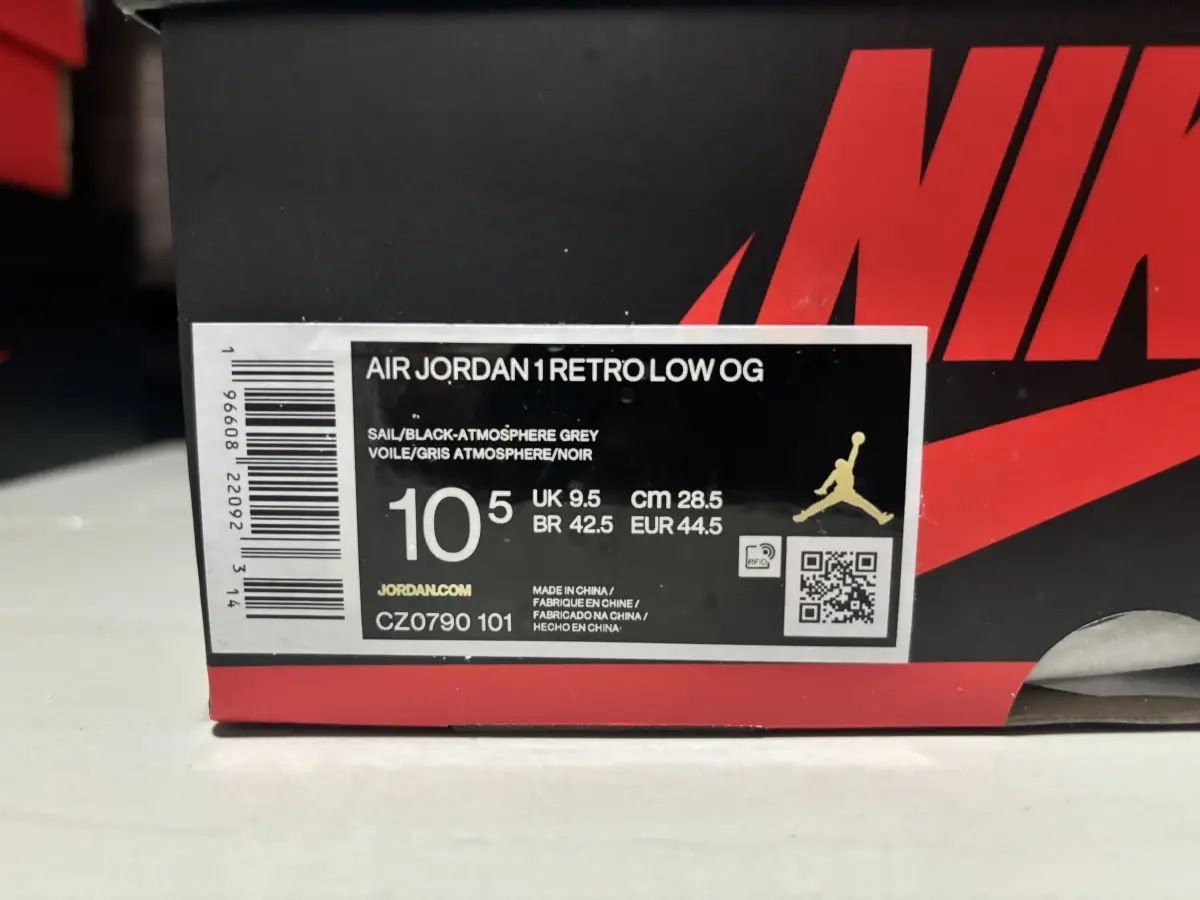 NIK
AIR JORDAN 1 RETRO LOW OG
SAIL/BLACK-ATMOSPHERE GREY
VOILE/GRIS ATMOSPHERE/NOIR
10 5
UK 9.5 cm 28.5
BR 42.5 EUR 44.5
RFID
JORDAN.COM
CZ0790 101
MADE IN CHINA /
FABRIQUE EN CHINE /
FABRICADO NA CHINA /
HECHO EN CHINA
1 96608 22092 3 14